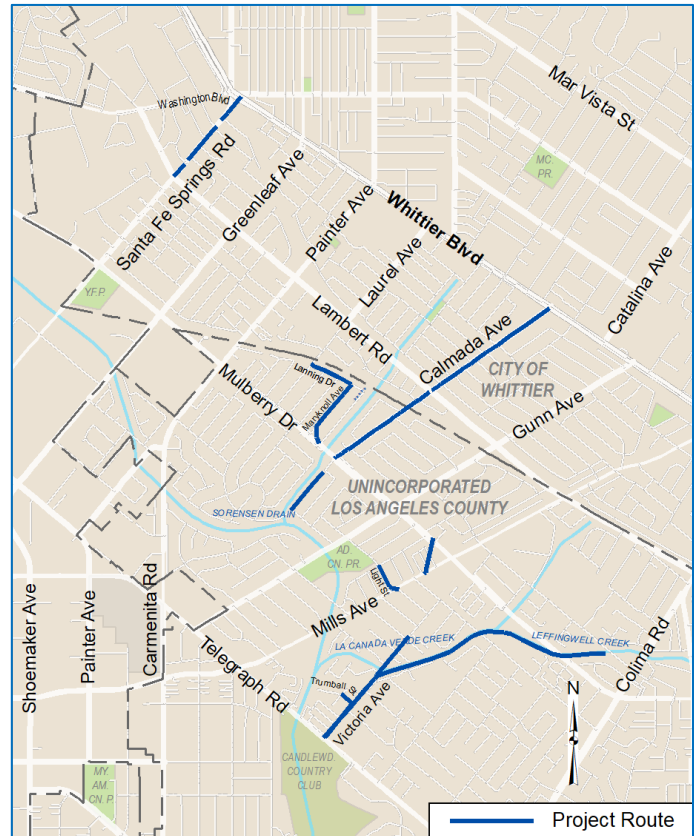 Mar Vista St
Washington Blvd
MC.
PR
Santa Fe Springs Rd
Greenleaf Ave
Painter Ave
Whittier Blvd
Laurel Ave
Catalina Ave
Y.F.P.
Lambert Rd
Calmada Ave
CITY OF
WHITTIER
Lanning Dr
Maryknoll Ave
Mulberry Dr
Gunn Ave
UNINCORPORATED
LOS ANGELES COUNTY
SORENSEN DRAIN
AD.
CN. PR.
Light St
Mills Ave
Shoemaker Ave
Painter Ave
Carmenita Rd
Telegraph Rd
LA CANADA VERDE CREEK
LEFFINGWELL CREEK
Colima Rd
Trumball St
Victoria Ave
N
CANDLEWD
COUNTRY
CLUB
MY.
AM.
CN. P.
Project Route